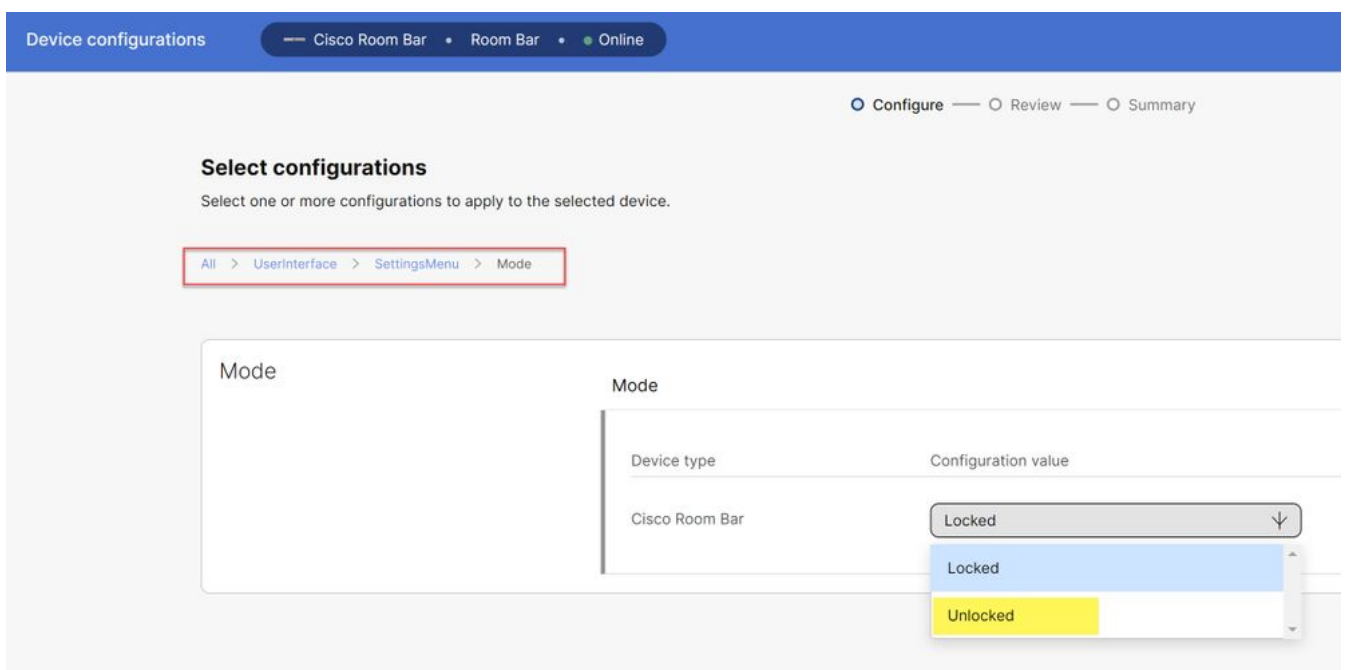 Device configurations
Cisco Room Bar • Room Bar • Online
Configure Review Summary
Select configurations
Select one or more configurations to apply to the selected device.
All > UserInterface > SettingsMenu > Mode
Mode
Mode
Device type Configuration value
Cisco Room Bar Locked
Locked
Unlocked